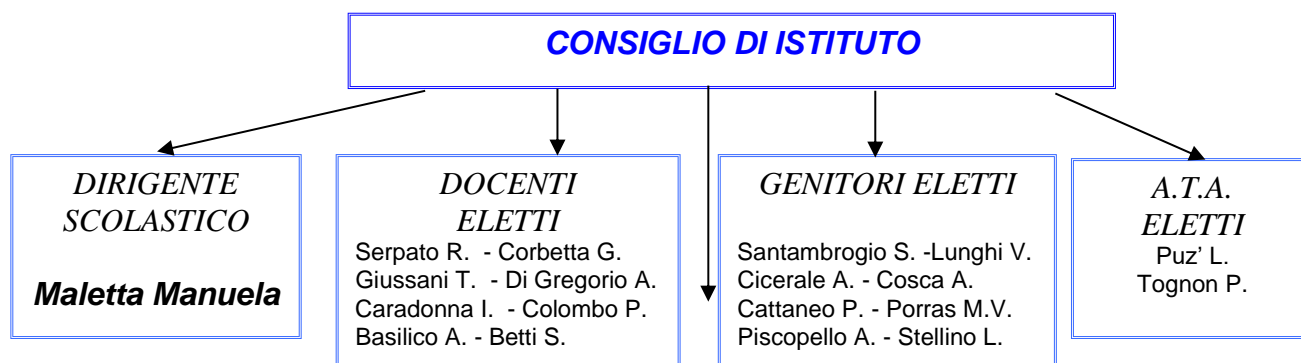 CONSIGLIO DI ISTITUTO
DIRIGENTE
SCOLASTICO
Maletta Manuela
DOCENTI
ELETTI
Serpato R. - Corbetta G.
Giussani T. - Di Gregorio A.
Caradonna I. - Colombo P.
Basilico A. - Betti S.
GENITORI ELETTI
Santambrogio S. -Lunghi V.
Cicerale A. - Cosca A.
Cattaneo P. - Porras M.V.
Piscopello A. - Stellino L.
A.T.A.
ELETTI
Puz' L.
Tognon P.